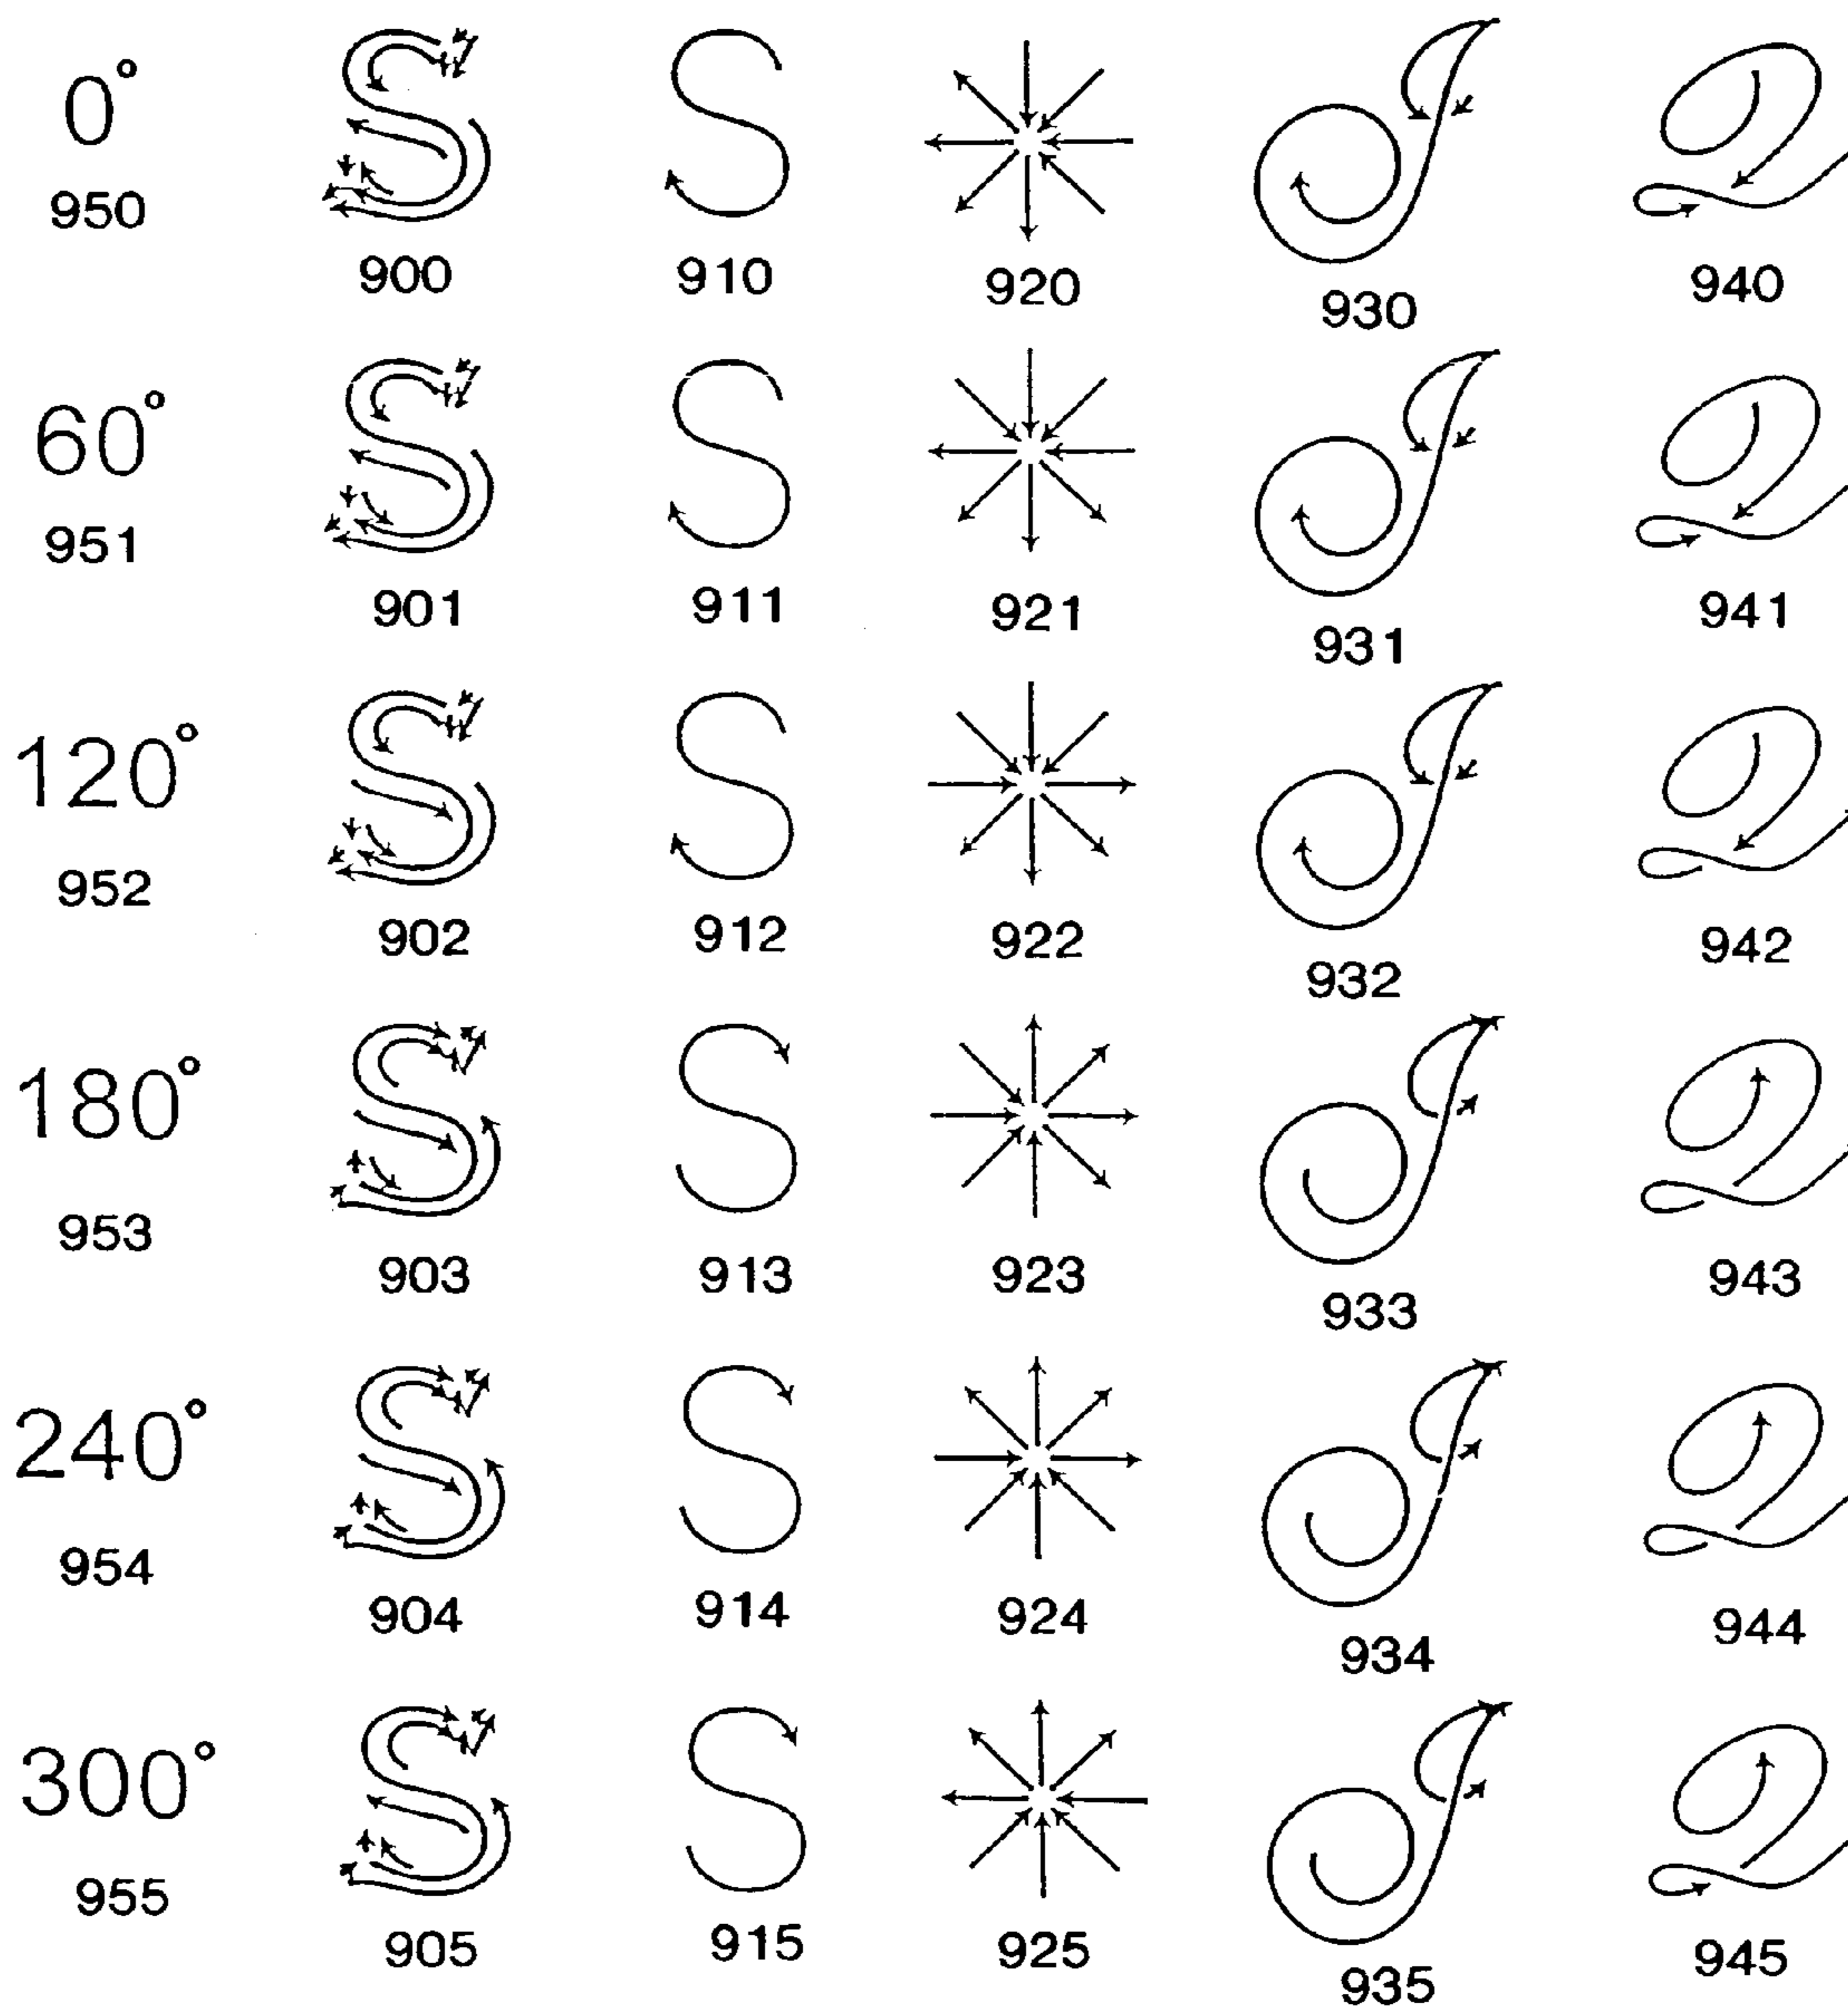 0° S S J Q
950 900 910 920 930 940
60° S S J Q
951 901 911 921 931 941
120° S S J Q
952 902 912 922 932 942
180° S S J Q
953 903 913 923 933 943
240° S S J Q
954 904 914 924 934 944
300° S S J Q
955 905 915 925 935 945